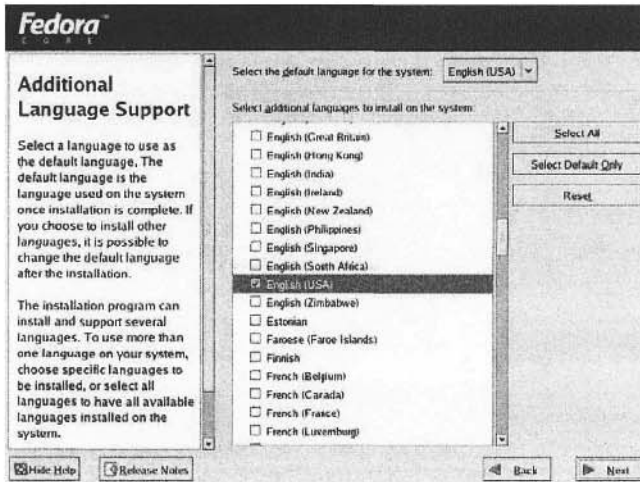 Fedora
CORE
Additional
Language Support
Select a language to use as
the default language. The
default language is the
language used on the system
once installation is complete. If
you choose to install other
languages, it is possible to
change the default language
after the installation.
The installation program can
install and support several
languages. To use more than
one language on your system,
choose specific languages to
be installed, or select all
languages to have all available
languages installed on the
system.
Select the default language for the system: English (USA)
Select additional languages to install on the system:
English (Great Britain)
English (Hong Kong)
English (India)
English (Ireland)
English (New Zealand)
English (Philippines)
English (Singapore)
English (South Africa)
English (USA)
English (Zimbabwe)
Estonian
Faroese (Faroe Islands)
Finnish
French (Belgium)
French (Canada)
French (France)
French (Luxemburg)
Select All
Select Default Only
Reset
Hide Help
Release Notes
Back
Next